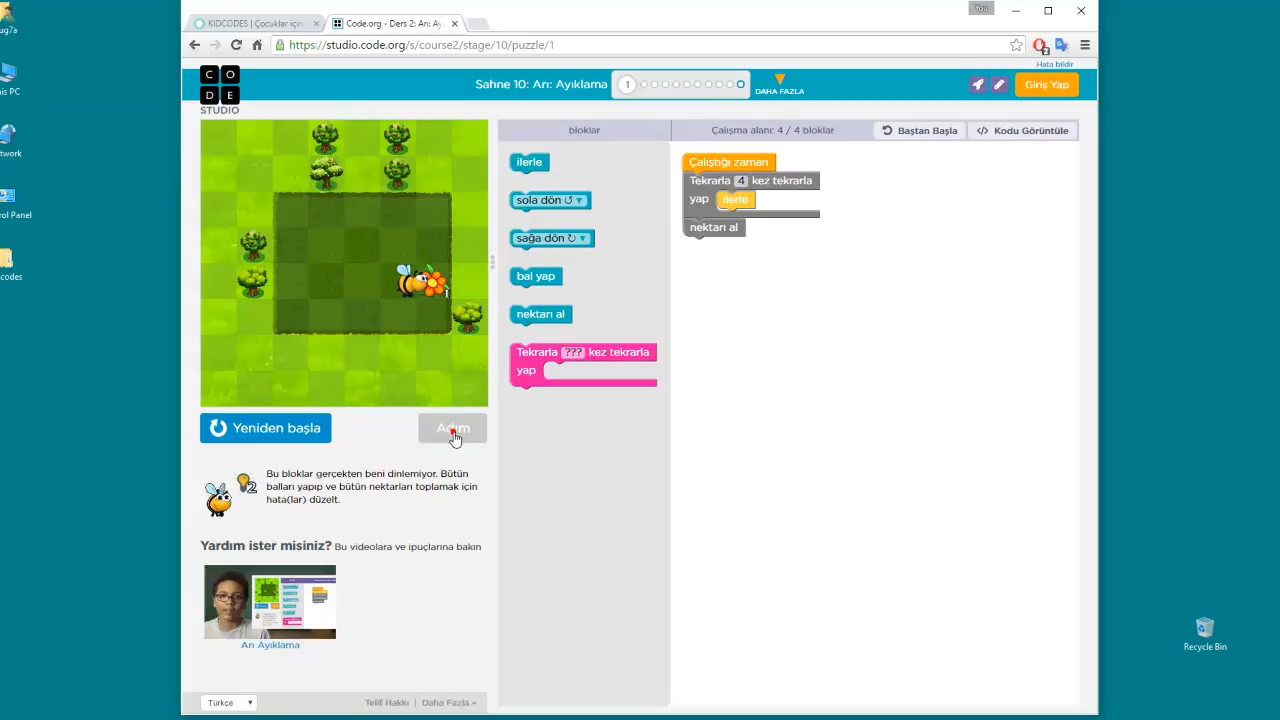 You
ug7a
KIDCODES | Çocuklar için
Code.org - Ders 2: Arı: Ay
https://studio.code.org/s/course2/stage/10/puzzle/1
is PC
Hata bildir
C O
D E
STUDIO
Sahne 10: Arı: Ayıklama
1
DAHA FAZLA
Giriş Yap
bloklar
Çalışma alanı: 4 / 4 bloklar
Baştan Başla
</> Kodu Görüntüle
twork
rol Panel
codes
ilerle
sola dön
sağa dön
bal yap
nektarı al
Tekrarla ??? kez tekrarla
yap
Çalıştığı zaman
Tekrarla 4 kez tekrarla
yap ilerle
nektarı al
1
Yeniden başla
Adım
2
Bu bloklar gerçekten beni dinlemiyor. Bütün
balları yapıp ve bütün nektarları toplamak için
hata(lar) düzelt.
Yardım ister misiniz? Bu videolara ve ipuçlarına bakın
Arı Ayıklama
Türkçe
Telif Hakkı | Daha Fazla
Recycle Bin